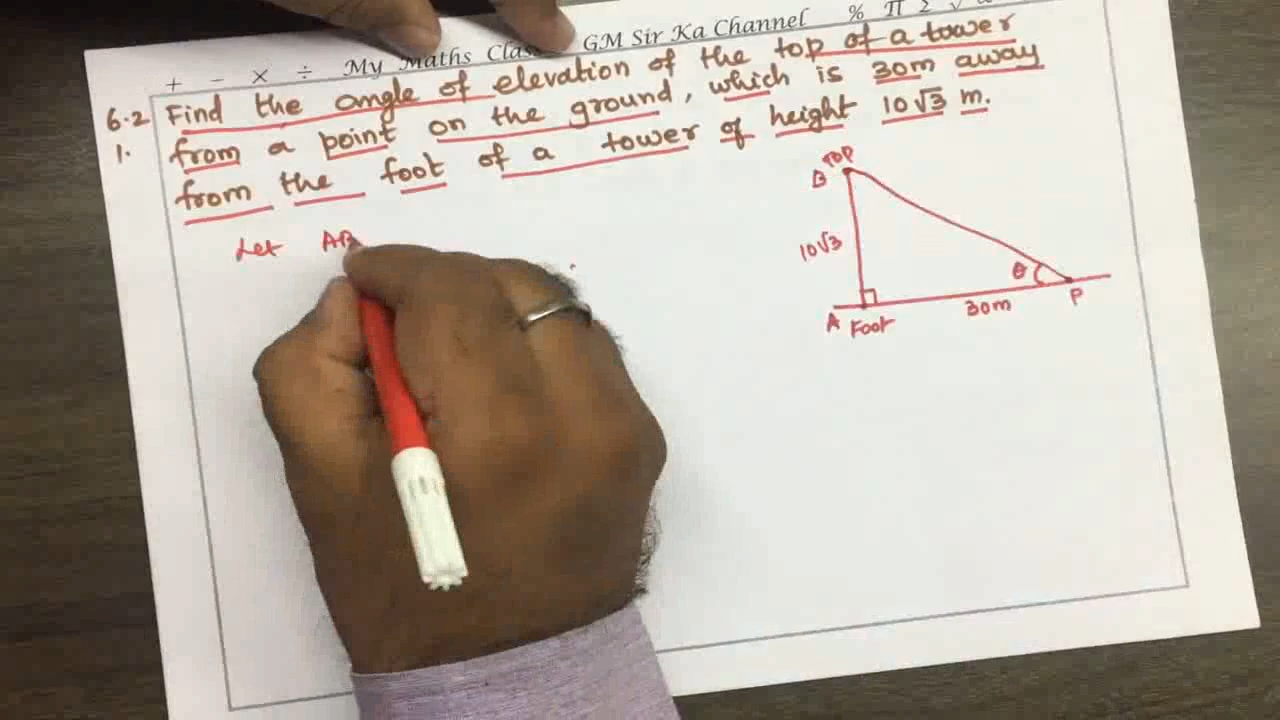 + - × ÷ My Maths Class GM Sir Ka Channel % Π Σ √
6.2 Find the angle of elevation of the top of a tower
1. from a point on the ground, which is 30m away
from the foot of a tower of height 10√3 m.
TOP
B
Let AB
10√3
θ
30m
P
A Foot